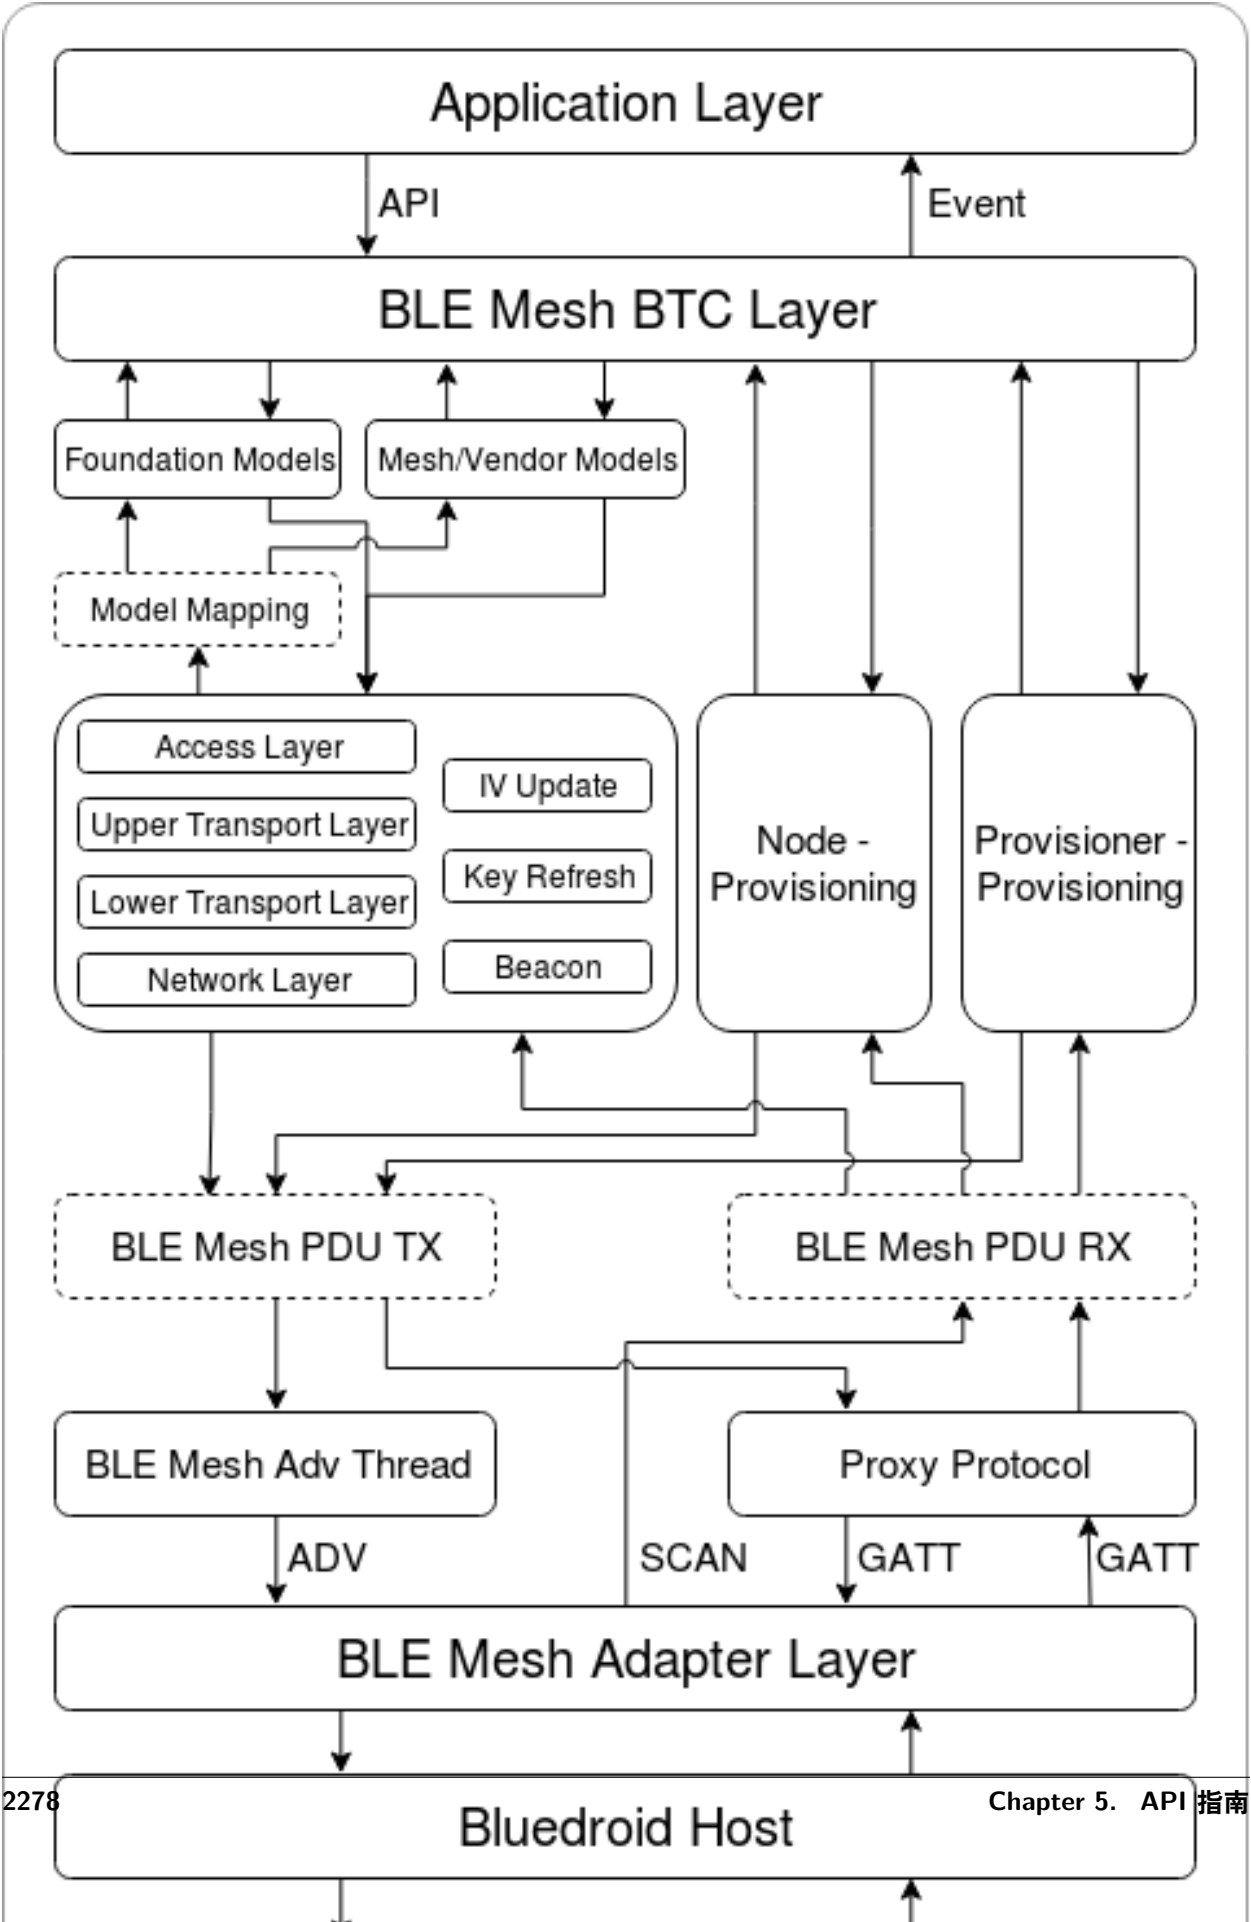 Application Layer
API
Event
BLE Mesh BTC Layer
Foundation Models
Mesh/Vendor Models
Model Mapping
Access Layer
Upper Transport Layer
Lower Transport Layer
Network Layer
IV Update
Key Refresh
Beacon
Node -
Provisioning
Provisioner -
Provisioning
BLE Mesh PDU TX
BLE Mesh PDU RX
BLE Mesh Adv Thread
Proxy Protocol
ADV
SCAN
GATT
GATT
BLE Mesh Adapter Layer
2278
Chapter 5. API 指南
Bluedroid Host